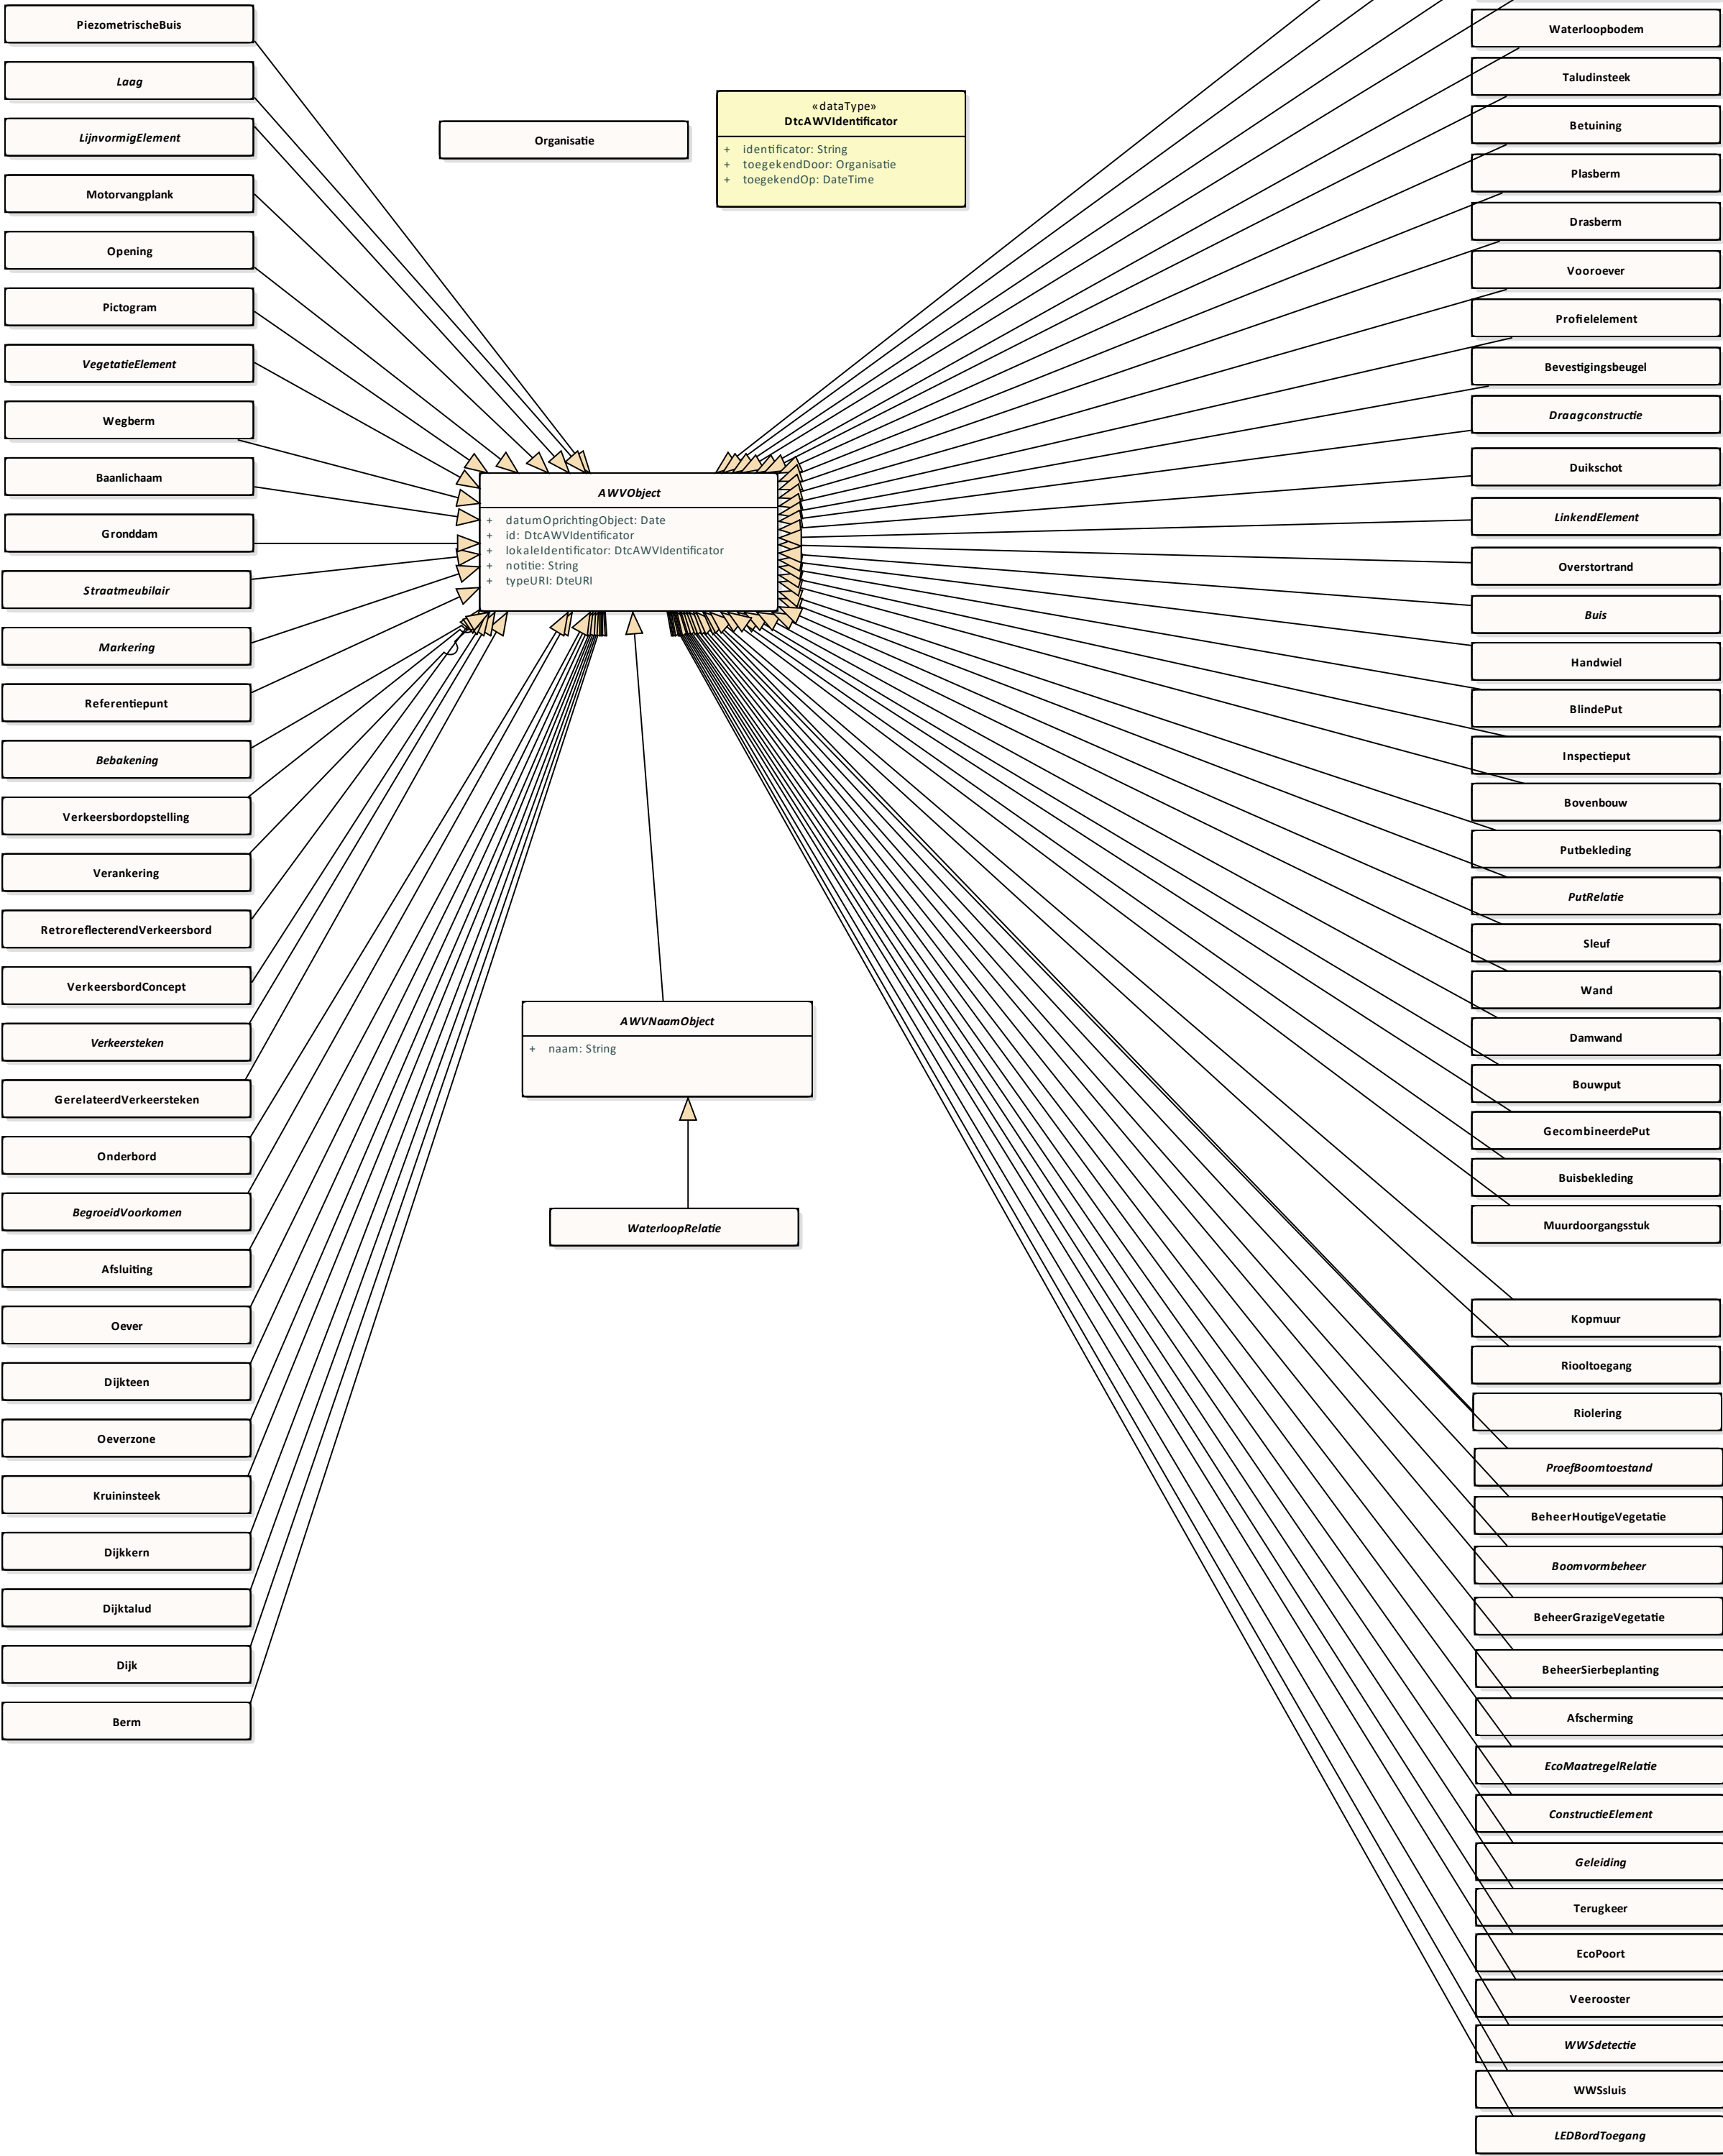 PiezometrischeBuis
Laag
LijnvormigElement
Motorvangplank
Opening
Pictogram
VegetatieElement
Wegberm
Baanlichaam
Gronddam
Straatmeubilair
Markering
Referentiepunt
Bebakening
Verkeersbordopstelling
Verankering
RetroreflecterendVerkeersbord
VerkeersbordConcept
Verkeersteken
GerelateerdVerkeersteken
Onderbord
BegroeidVoorkomen
Afsluiting
Oever
Dijkteen
Oeverzone
Kruininsteek
Dijkkern
Dijktalud
Dijk
Berm
Organisatie
«dataType»
DtcAWVIdentificator
+ identificator: String
+ toegekendDoor: Organisatie
+ toegekendOp: DateTime
AWVObject
+ datumOprichtingObject: Date
+ id: DtcAWVIdentificator
+ lokaleIdentificator: DtcAWVIdentificator
+ notitie: String
+ typeURI: DteURI
AWVNaamObject
+ naam: String
WaterloopRelatie
Waterloopbodem
Taludinsteek
Betuining
Plasberm
Drasberm
Vooroever
Profielelement
Bevestigingsbeugel
Draagconstructie
Duikschot
LinkendElement
Overstortrand
Buis
Handwiel
BlindePut
Inspectieput
Bovenbouw
Putbekleding
PutRelatie
Sleuf
Wand
Damwand
Bouwput
GecombineerdePut
Buisbekleding
Muurdoorgangsstuk
Kopmuur
Riooltoegang
Riolering
ProefBoomtoestand
BeheerHoutigeVegetatie
Boomvormbeheer
BeheerGrazigeVegetatie
BeheerSierbeplanting
Afscherming
EcoMaatregelRelatie
ConstructieElement
Geleiding
Terugkeer
EcoPoort
Veerooster
WWSdetectie
WWSsluis
LEDBordToegang